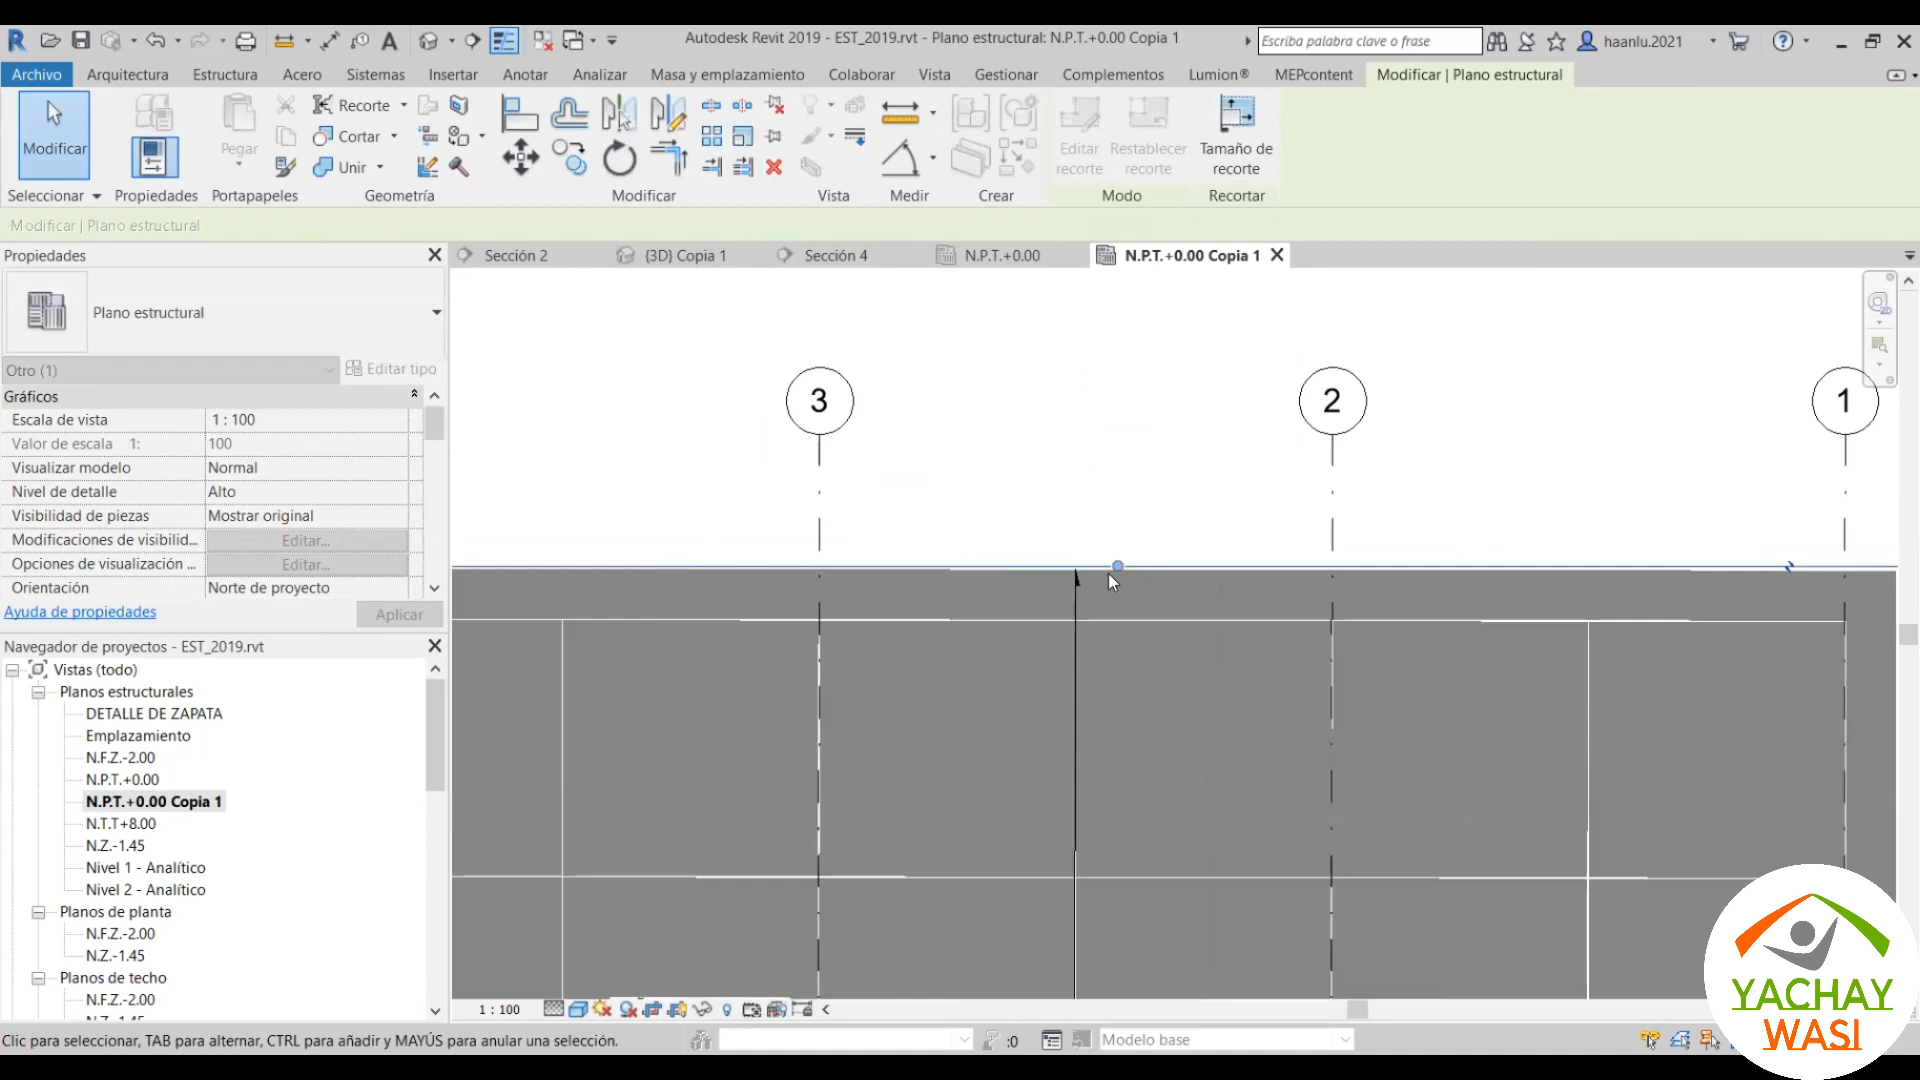 Autodesk Revit 2019 - EST_2019.rvt - Plano estructural: N.P.T.+0.00 Copia 1
Escriba palabra clave o frase
haanlu.2021
Archivo Arquitectura Estructura Acero Sistemas Insertar Anotar Analizar Masa y emplazamiento Colaborar Vista Gestionar Complementos Lumion® MEPcontent Modificar | Plano estructural
Modificar
Pegar
Recorte
Cortar
Unir
Editar recorte
Restablecer recorte
Tamaño de recorte
Seleccionar Propiedades Portapapeles Geometría Modificar Vista Medir Crear Modo Recortar
Modificar | Plano estructural
Propiedades
Sección 2 {3D} Copia 1 Sección 4 N.P.T.+0.00 N.P.T.+0.00 Copia 1
Plano estructural
Otro (1) Editar tipo
Gráficos
Escala de vista 1 : 100
Valor de escala 1: 100
Visualizar modelo Normal
Nivel de detalle Alto
Visibilidad de piezas Mostrar original
Modificaciones de visibilid... Editar...
Opciones de visualización ... Editar...
Orientación Norte de proyecto
Ayuda de propiedades Aplicar
3 2 1
2D
Navegador de proyectos - EST_2019.rvt
Vistas (todo)
Planos estructurales
DETALLE DE ZAPATA
Emplazamiento
N.F.Z.-2.00
N.P.T.+0.00
N.P.T.+0.00 Copia 1
N.T.T+8.00
N.Z.-1.45
Nivel 1 - Analítico
Nivel 2 - Analítico
Planos de planta
N.F.Z.-2.00
N.Z.-1.45
Planos de techo
N.F.Z.-2.00
1 : 100
Clic para seleccionar, TAB para alternar, CTRL para añadir y MAYÚS para anular una selección.
:0
Modelo base
YACHAY
WASI